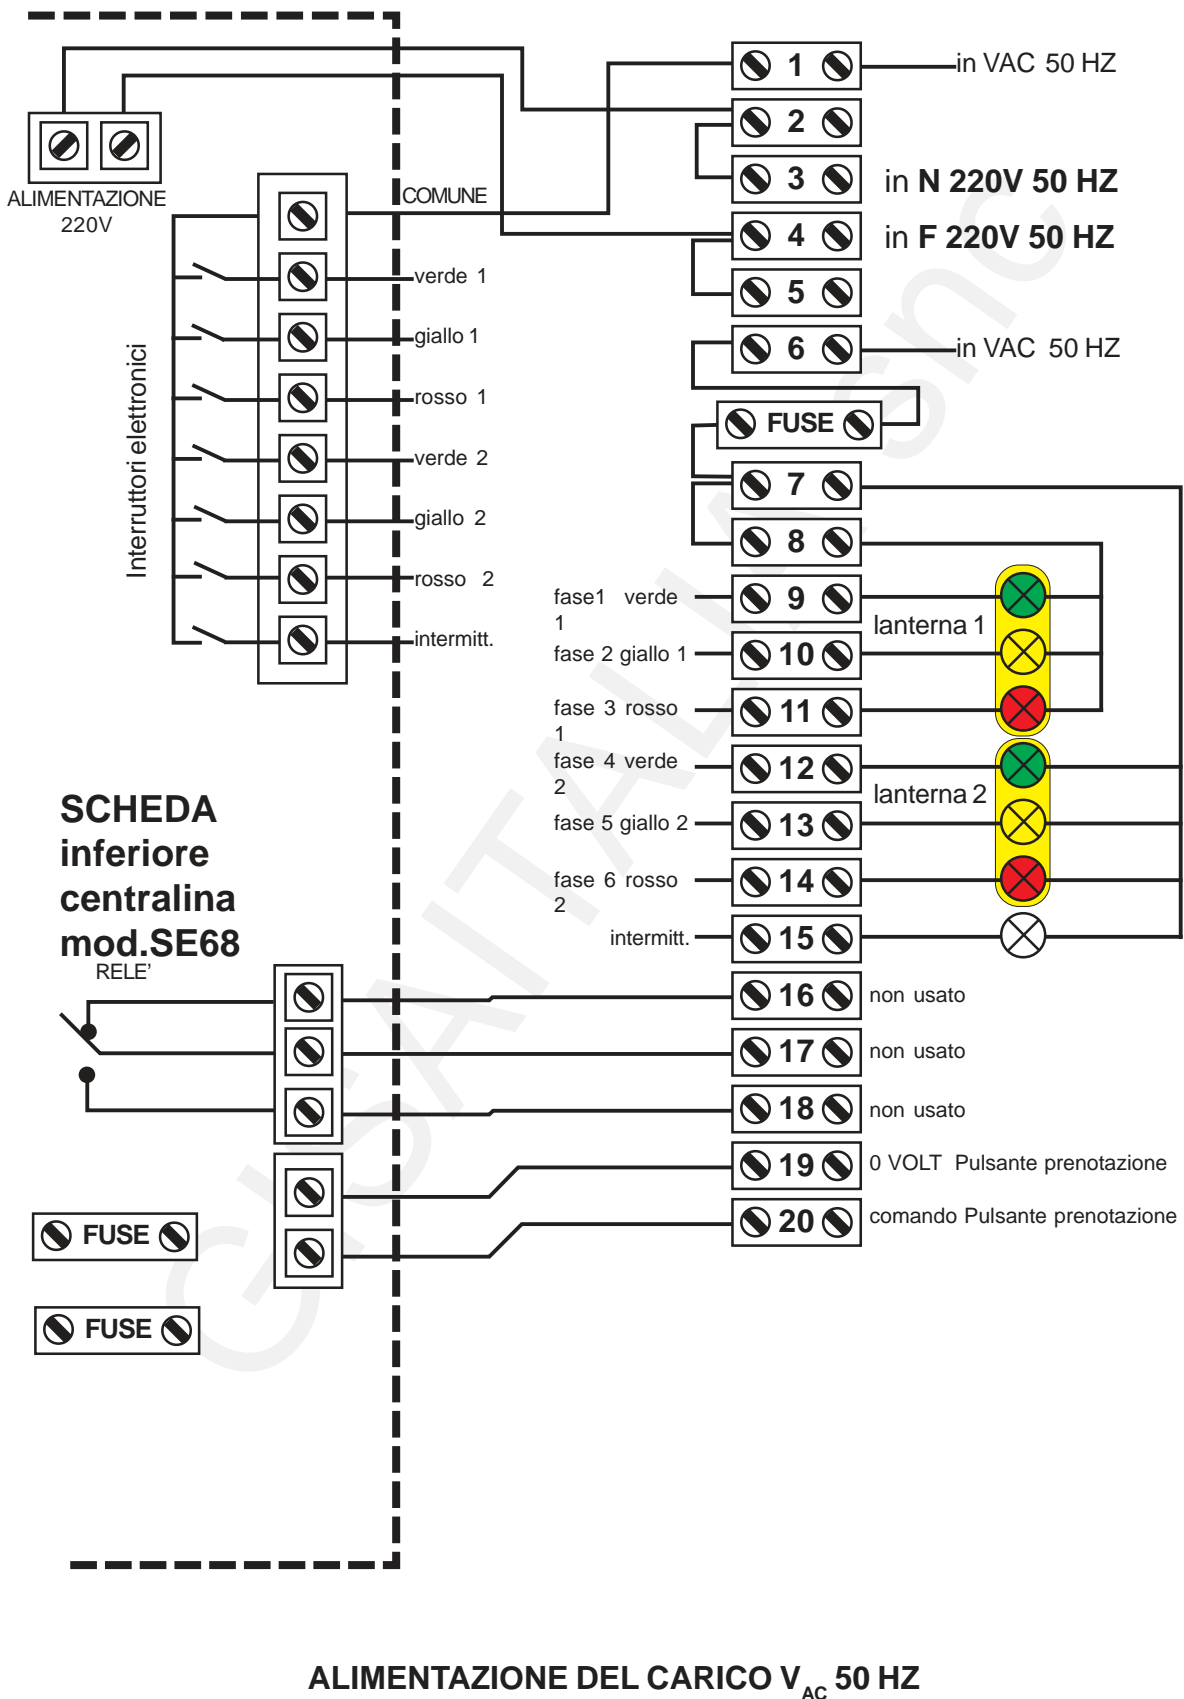 1 in VAC 50 HZ
2
3 in N 220V 50 HZ
4 in F 220V 50 HZ
5
6 in VAC 50 HZ
FUSE
7
8
ALIMENTAZIONE
220V
COMUNE
verde 1
giallo 1
rosso 1
verde 2
giallo 2
rosso 2
intermitt.
Interruttori elettronici
fase1 verde
1
9
lanterna 1
fase 2 giallo 1
10
fase 3 rosso
1
11
fase 4 verde
2
12
lanterna 2
fase 5 giallo 2
13
fase 6 rosso
2
14
intermitt.
15
SCHEDA
inferiore
centralina
mod.SE68
RELE’
16 non usato
17 non usato
18 non usato
19 0 VOLT Pulsante prenotazione
20 comando Pulsante prenotazione
FUSE
FUSE
GISAITALIA snc
ALIMENTAZIONE DEL CARICO VAC 50 HZ